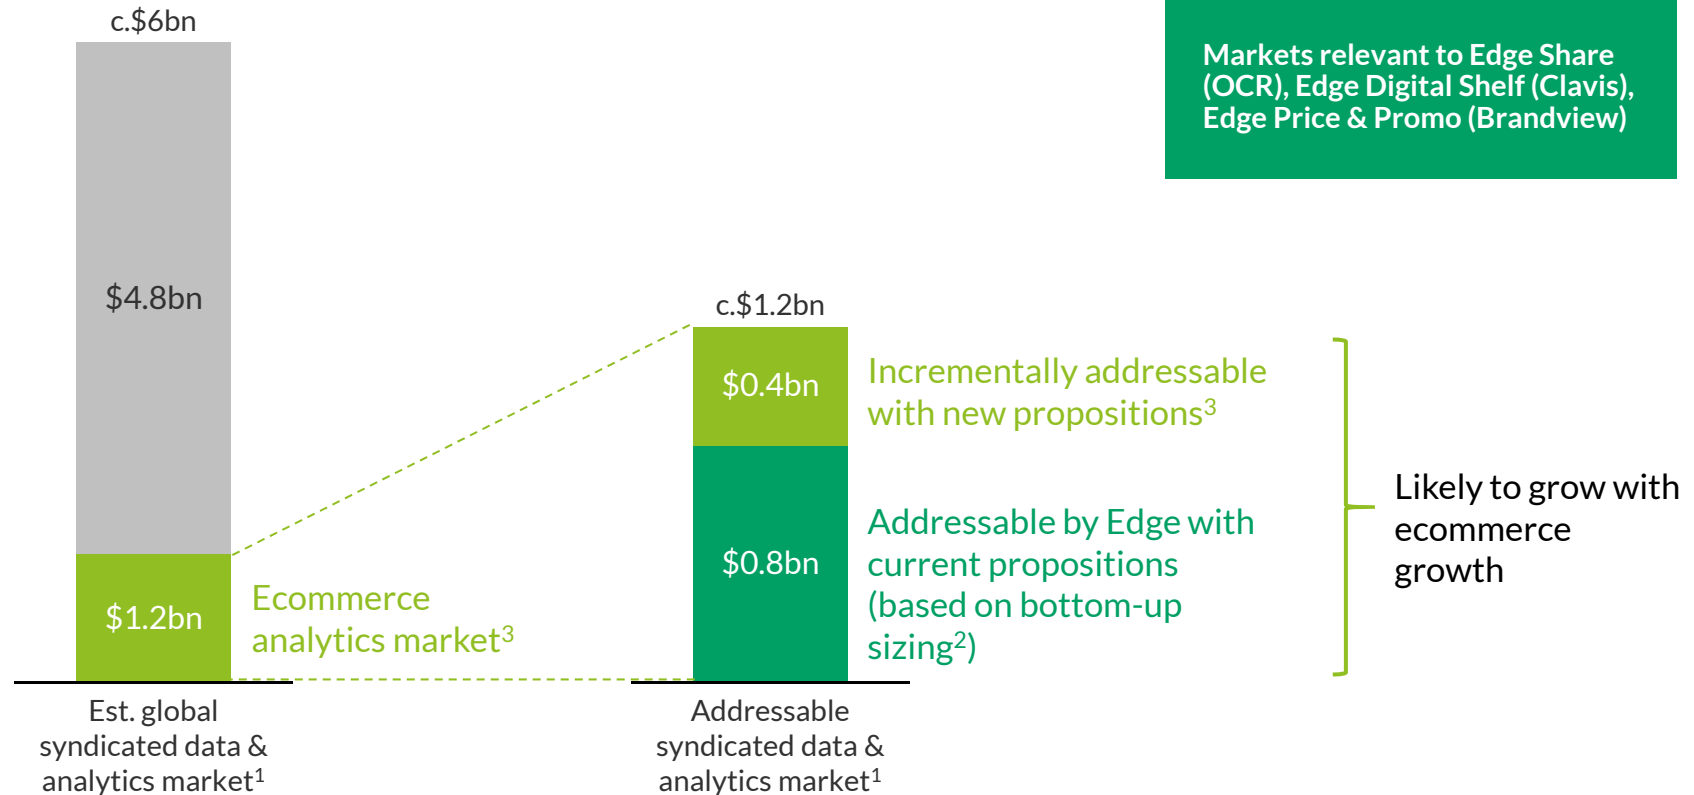 c.$6bn
$4.8bn
$1.2bn
Ecommerce
analytics market³
Est. global
syndicated data &
analytics market¹
Markets relevant to Edge Share
(OCR), Edge Digital Shelf (Clavis),
Edge Price & Promo (Brandview)
c.$1.2bn
$0.4bn
Incrementally addressable
with new propositions³
$0.8bn
Addressable by Edge with
current propositions
(based on bottom-up
sizing²)
Addressable
syndicated data &
analytics market¹
Likely to grow with
ecommerce
growth